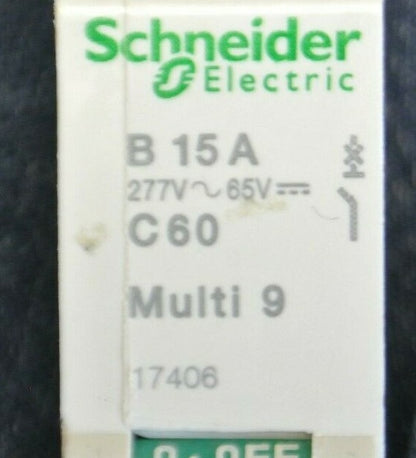 Schneider
Electric
B 15 A
277V~65V⎓
C60
Multi 9
17406